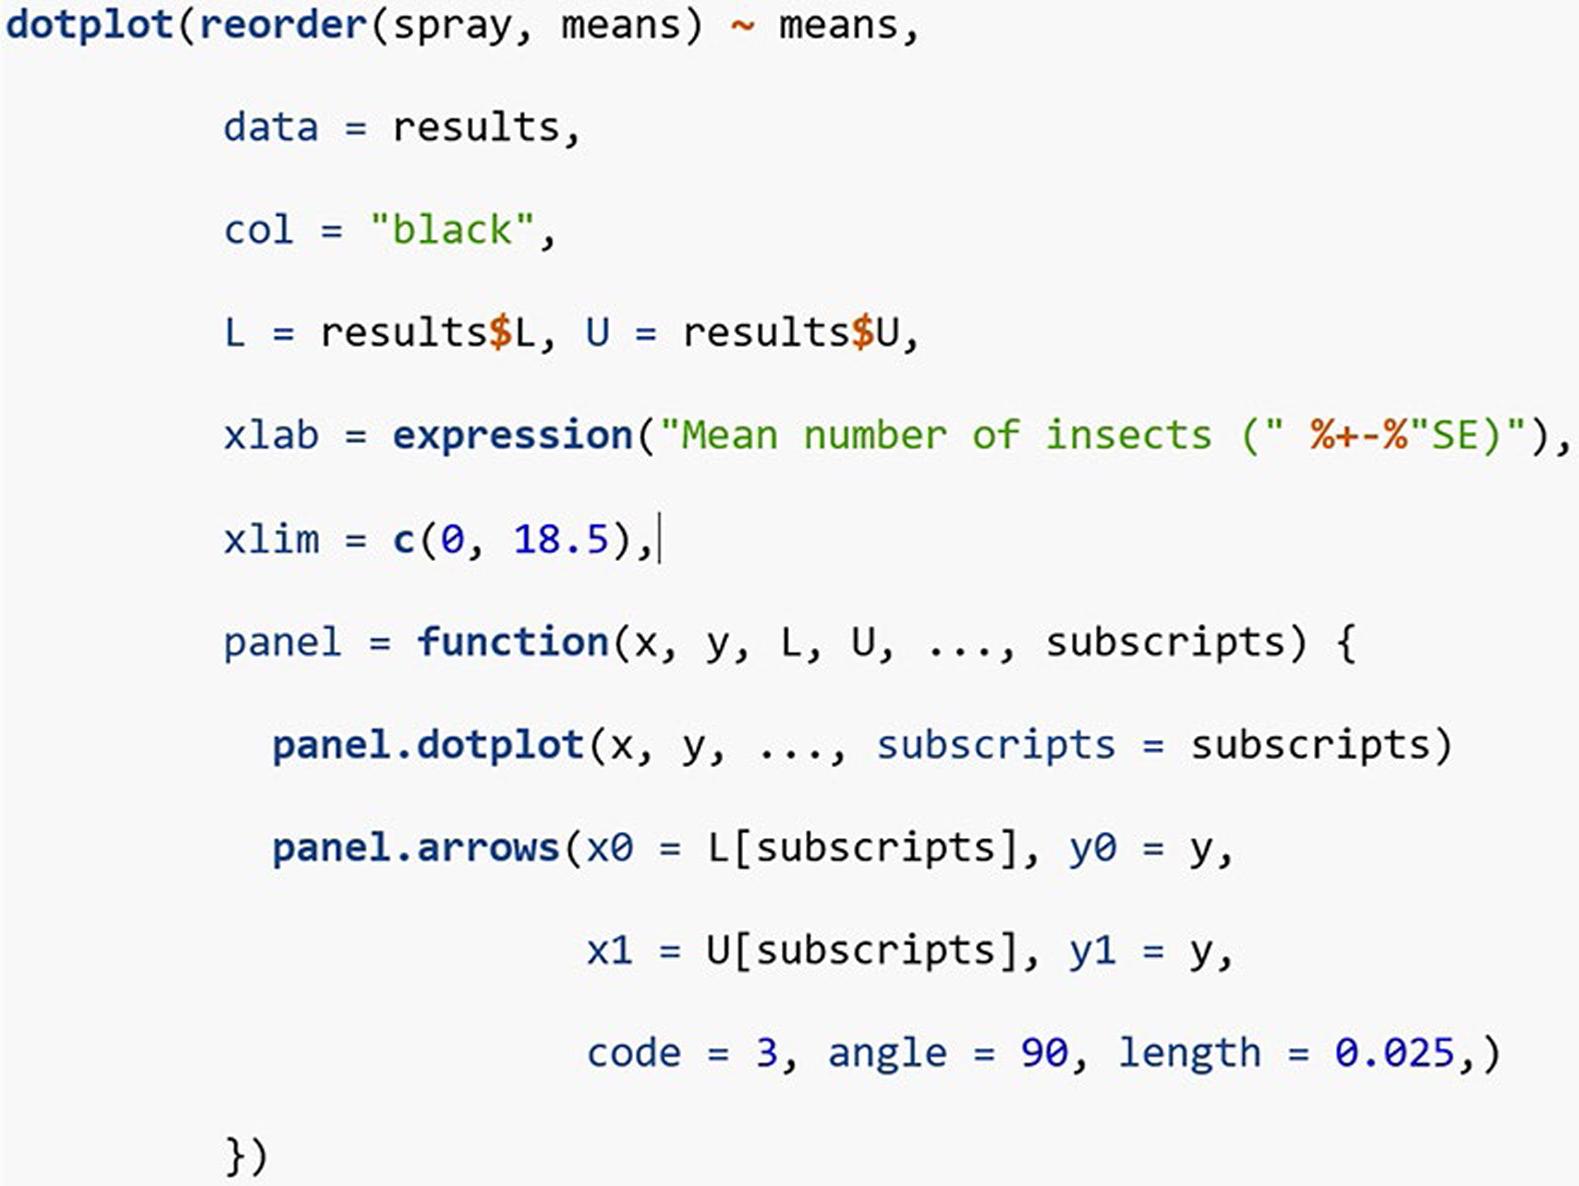 dotplot(reorder(spray, means) ~ means,
data = results,
col = "black",
L = results$L, U = results$U,
xlab = expression("Mean number of insects (" %+-%"SE)"),
xlim = c(0, 18.5),
panel = function(x, y, L, U, ..., subscripts) {
panel.dotplot(x, y, ..., subscripts = subscripts)
panel.arrows(x0 = L[subscripts], y0 = y,
x1 = U[subscripts], y1 = y,
code = 3, angle = 90, length = 0.025,)
})